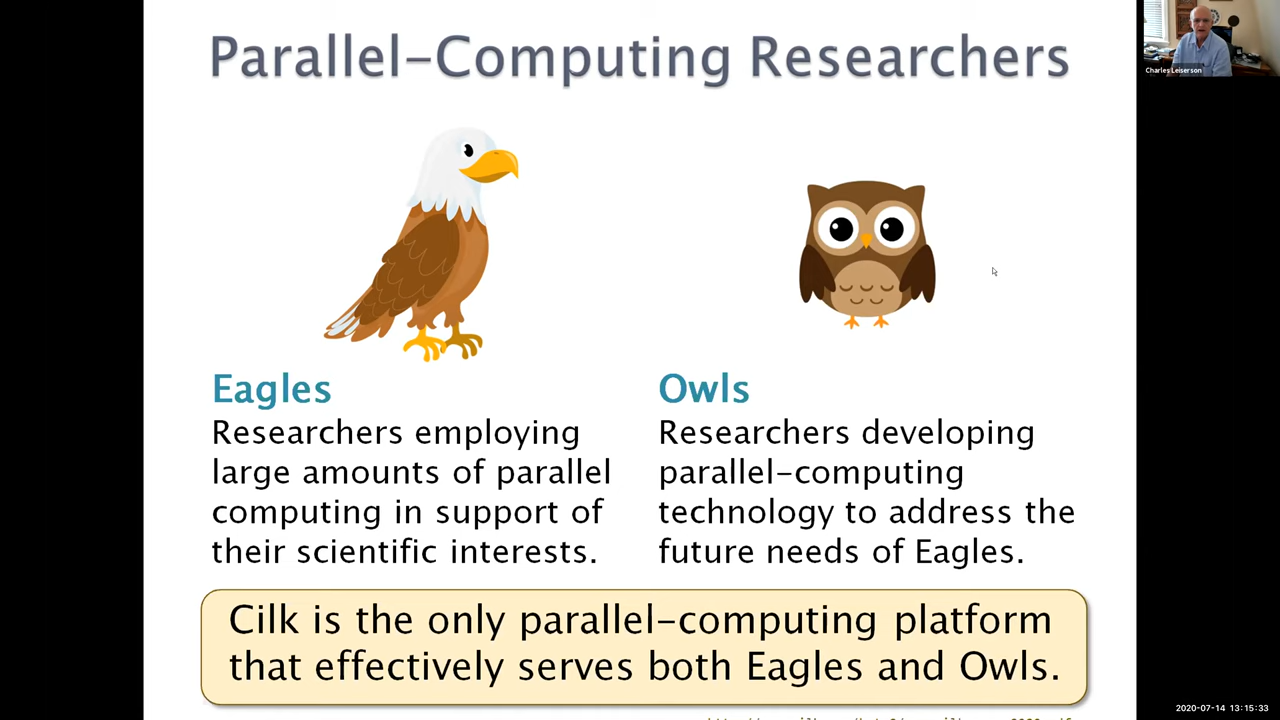 Parallel-Computing Researchers
Charles Leiserson
Eagles
Researchers employing
large amounts of parallel
computing in support of
their scientific interests.
Owls
Researchers developing
parallel-computing
technology to address the
future needs of Eagles.
Cilk is the only parallel-computing platform
that effectively serves both Eagles and Owls.
2020-07-14 13:15:33